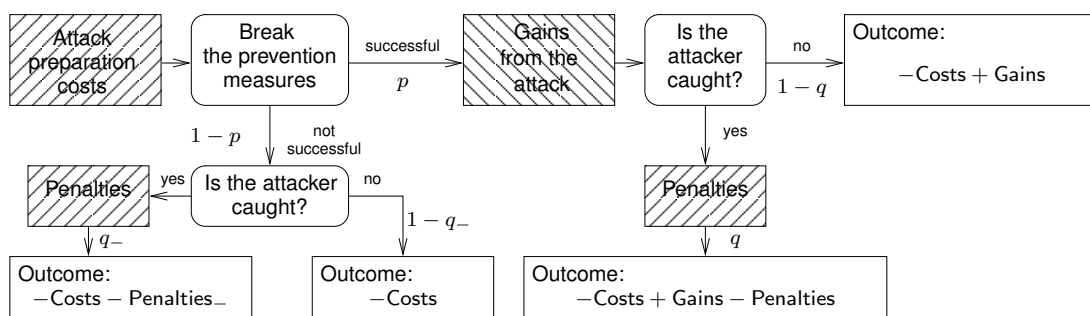 Attack
preparation
costs
Break
the prevention
measures
successful
p
Gains
from the
attack
Is the
attacker
caught?
no
1 − q
Outcome:
−Costs + Gains
1 − p
not
successful
yes
Penalties
yes
Is the attacker
caught?
no
Penalties
q−
1 − q−
q
Outcome:
−Costs − Penalties−
Outcome:
−Costs
Outcome:
−Costs + Gains − Penalties